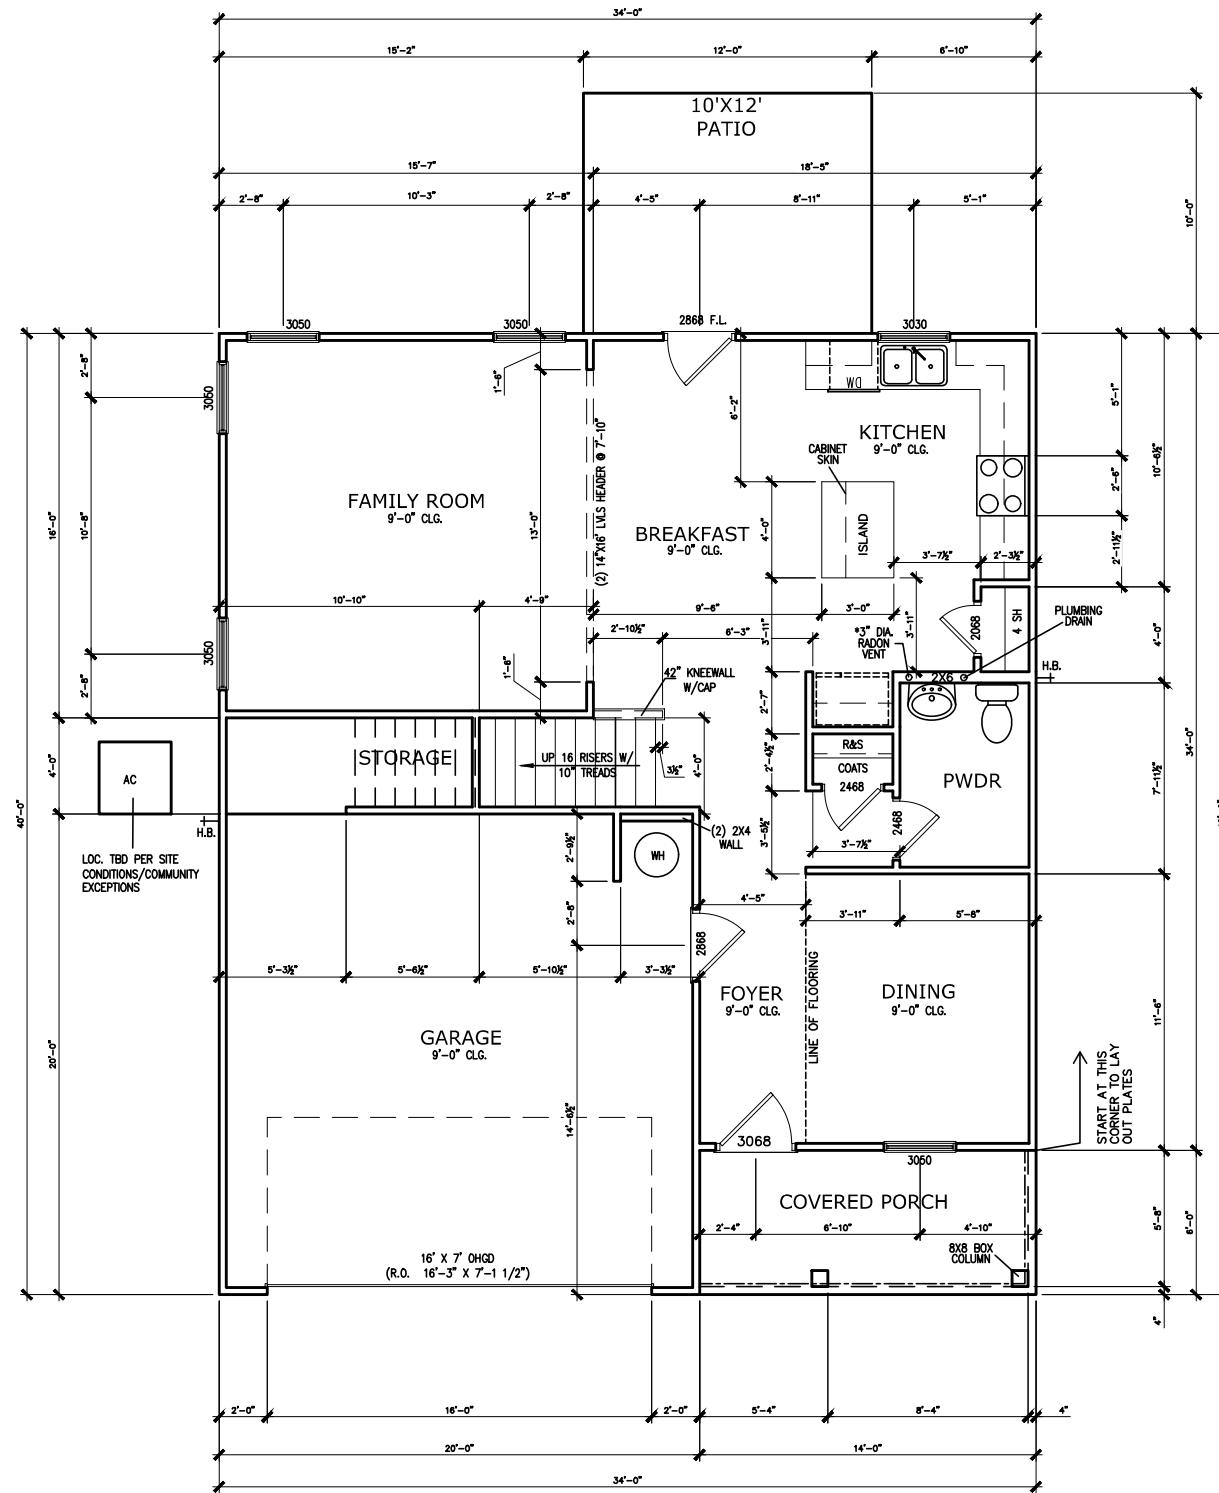 34'-0"
15'-2"
12'-0"
6'-10"
10'X12'
PATIO
15'-7"
18'-5"
2'-8"
10'-3"
2'-8"
4'-5"
8'-11"
5'-1"
10'-0"
3050
3050
2868 F.L.
3030
2'-8"
3050
1'-6"
DW
6'-2"
5'-1"
10'-6½"
KITCHEN
9'-0" CLG.
CABINET
SKIN
FAMILY ROOM
9'-0" CLG.
(2) 14"X16' LVLS HEADER @ 7'-10"
13'-0"
BREAKFAST
9'-0" CLG.
4'-0"
ISLAND
2'-6"
2'-11½"
16'-0"
10'-8"
3'-7½"
2'-3½"
10'-10"
4'-9"
9'-6"
3'-0"
2'-10½"
6'-3"
3'-11"
3'-11"
*3" DIA.
RADON
VENT
2068
4 SH
PLUMBING
DRAIN
4'-0"
3050
1'-6"
42" KNEEWALL
W/CAP
2X6
H.B.
2'-8"
2'-7"
STORAGE
UP 16 RISERS W/
10" TREADS
3½"
4'-0"
2'-4½"
R&S
COATS
2468
PWDR
34'-0"
7'-11½"
AC
4'-0"
40'-0"
H.B.
LOC. TBD PER SITE
CONDITIONS/COMMUNITY
EXCEPTIONS
2'-9½"
WH
(2) 2X4
WALL
3'-5½"
3'-7½"
2468
4'-5"
3'-11"
5'-8"
2'-8"
2868
5'-3½"
5'-6½"
5'-10½"
3'-3½"
FOYER
9'-0" CLG.
LINE OF FLOORING
DINING
9'-0" CLG.
11'-6"
GARAGE
9'-0" CLG.
20'-0"
14'-6½"
START AT THIS
CORNER TO LAY
OUT PLATES
3068
3050
COVERED PORCH
2'-4"
6'-10"
4'-10"
5'-8"
6'-0"
8X8 BOX
COLUMN
16' X 7' OHGD
(R.O. 16'-3" X 7'-1 1/2")
4"
2'-0"
16'-0"
2'-0"
5'-4"
8'-4"
4"
20'-0"
14'-0"
34'-0"